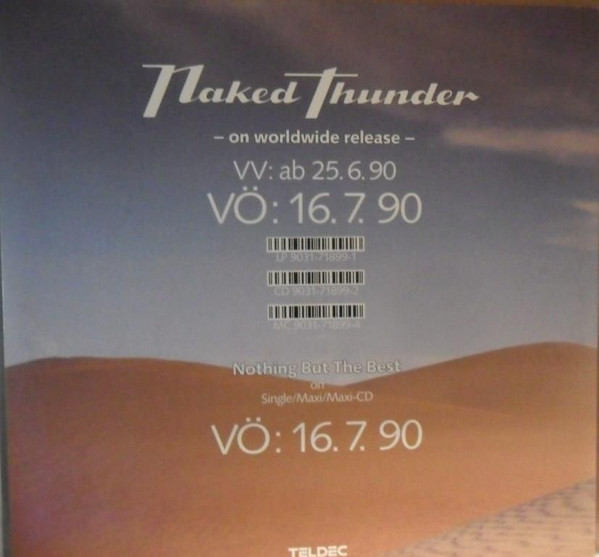 Naked Thunder
– on worldwide release –
VV: ab 25.6.90
VÖ: 16.7.90
LP 9031-71899-1
CD 9031-71899-2
MC 9031-71899-4
Nothing But The Best
on
Single/Maxi/Maxi-CD
VÖ: 16.7.90
TELDEC